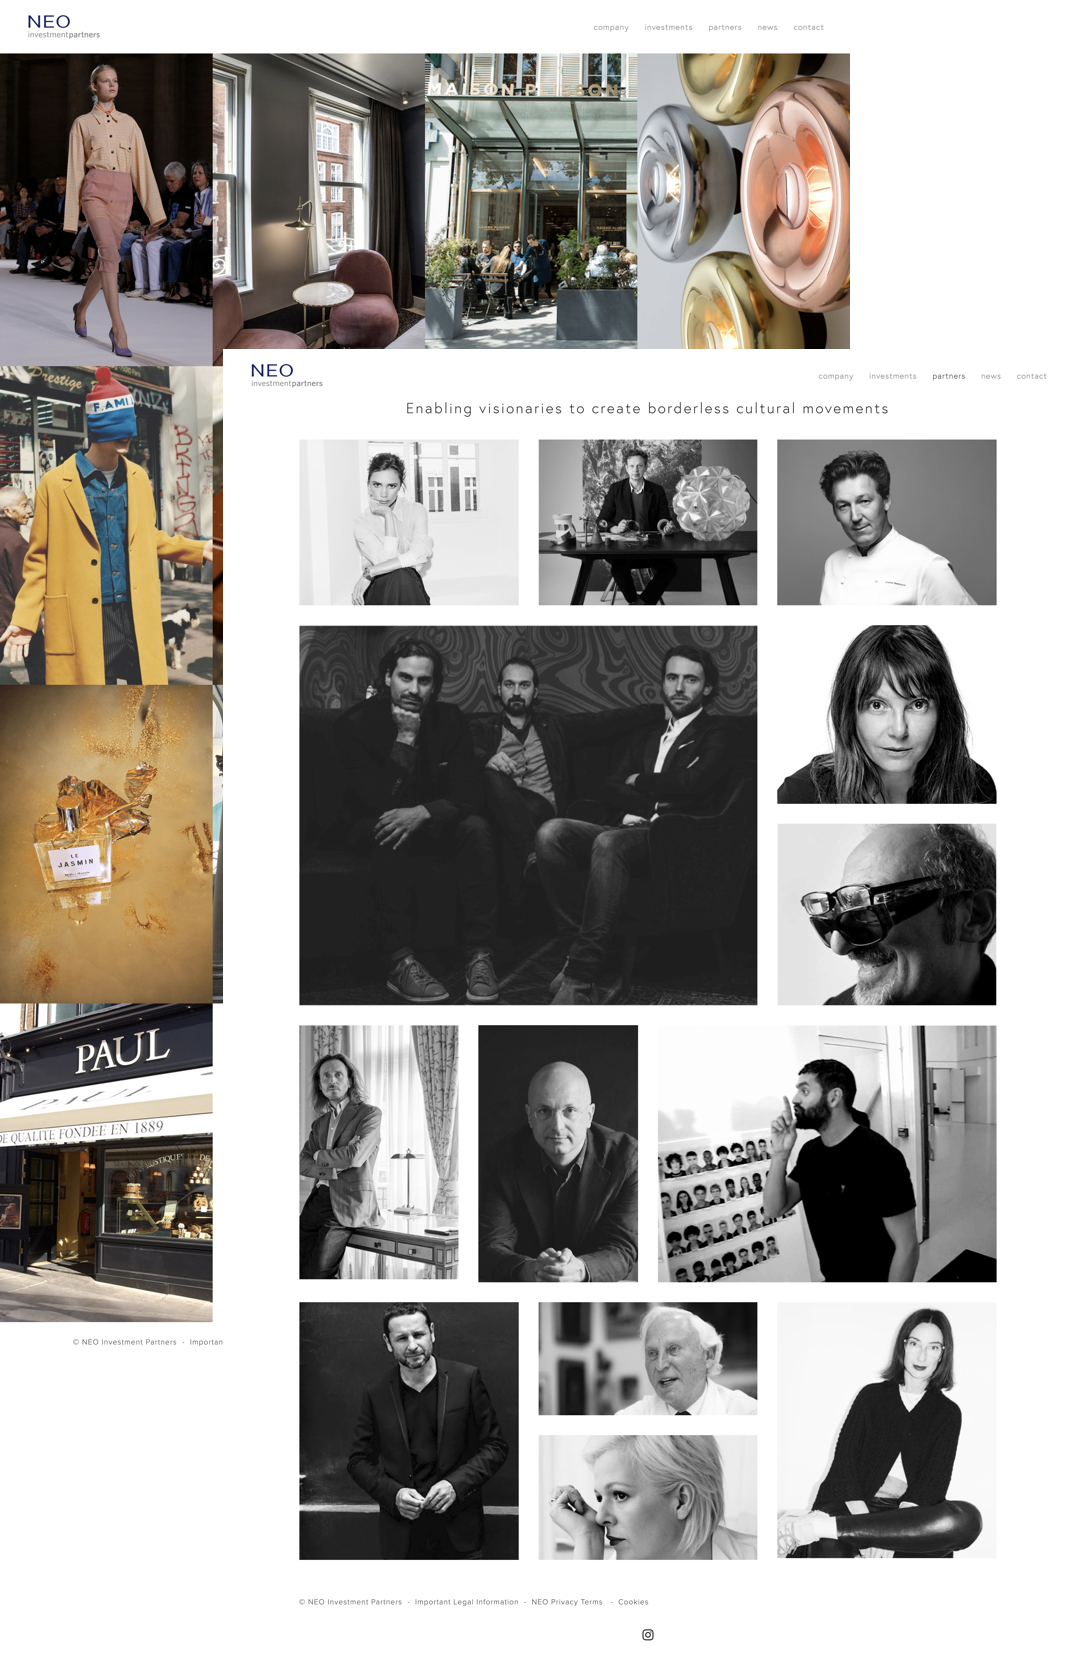 NEO
investmentpartners
company investments partners news contact
MAISON PLISSON
NEO
investmentpartners
company investments partners news contact
Enabling visionaries to create borderless cultural movements
Prestige
F.AMI
LE
JASMIN
PAUL
PAUL
DE QUALITE FONDEE EN 1889
© NEO Investment Partners - Importan
© NEO Investment Partners - Important Legal Information - NEO Privacy Terms - Cookies